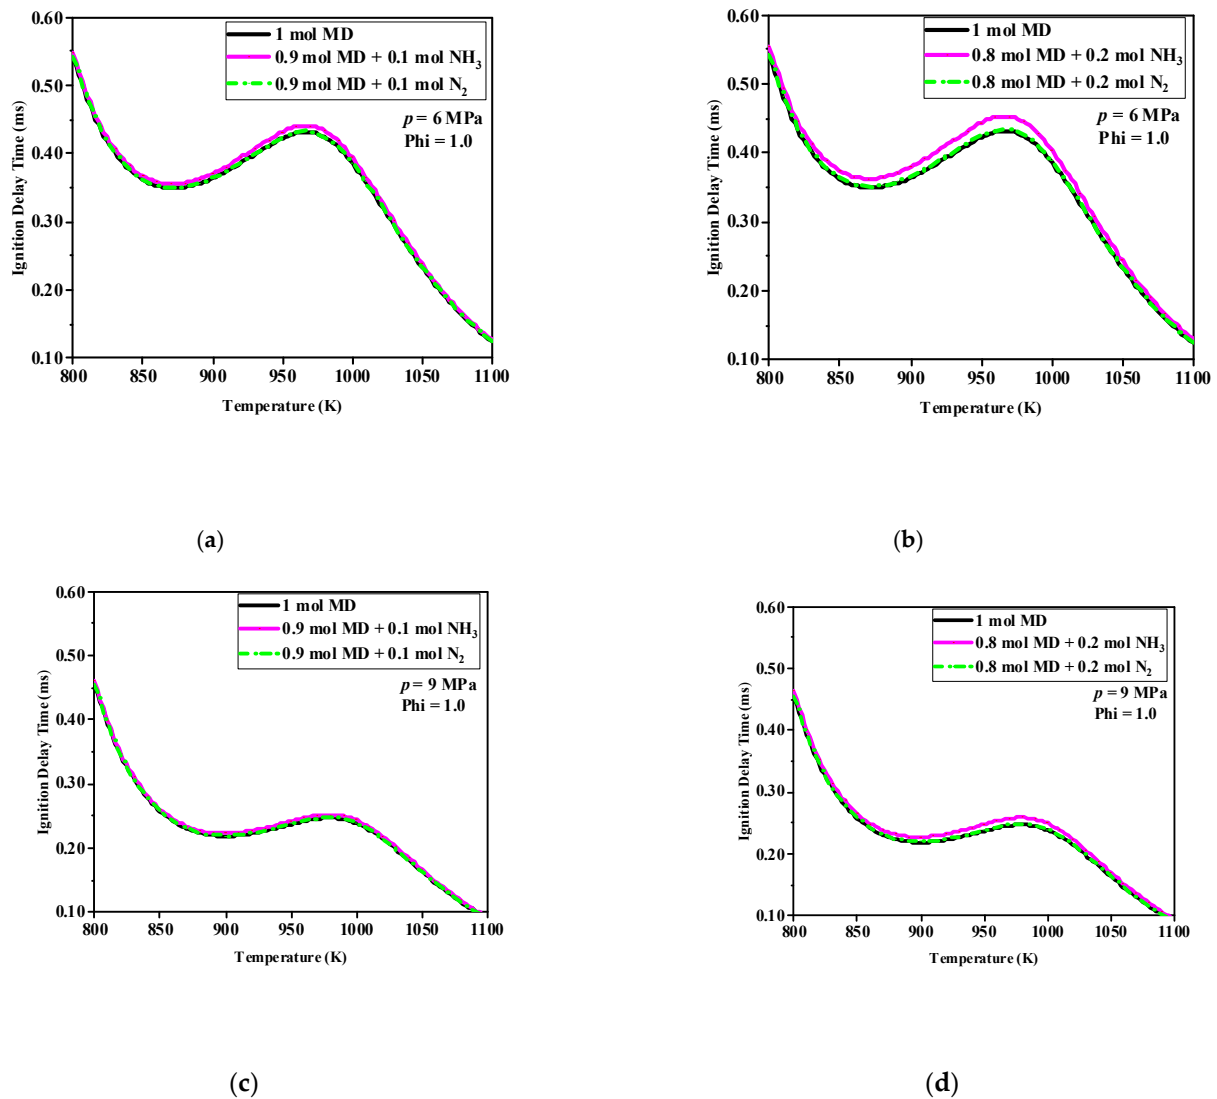 0.60
0.50
0.40
0.30
0.20
0.10
Ignition Delay Time (ms)
1 mol MD
0.9 mol MD + 0.1 mol NH₃
0.9 mol MD + 0.1 mol N₂
p = 6 MPa
Phi = 1.0
800 850 900 950 1000 1050 1100
Temperature (K)
(a)
0.60
0.50
0.40
0.30
0.20
0.10
Ignition Delay Time (ms)
1 mol MD
0.8 mol MD + 0.2 mol NH₃
0.8 mol MD + 0.2 mol N₂
p = 6 MPa
Phi = 1.0
800 850 900 950 1000 1050 1100
Temperature (K)
(b)
0.60
0.50
0.40
0.30
0.20
0.10
Ignition Delay Time (ms)
1 mol MD
0.9 mol MD + 0.1 mol NH₃
0.9 mol MD + 0.1 mol N₂
p = 9 MPa
Phi = 1.0
800 850 900 950 1000 1050 1100
Temperature (K)
(c)
0.60
0.50
0.40
0.30
0.20
0.10
Ignition Delay Time (ms)
1 mol MD
0.8 mol MD + 0.2 mol NH₃
0.8 mol MD + 0.2 mol N₂
p = 9 MPa
Phi = 1.0
800 850 900 950 1000 1050 1100
Temperature (K)
(d)